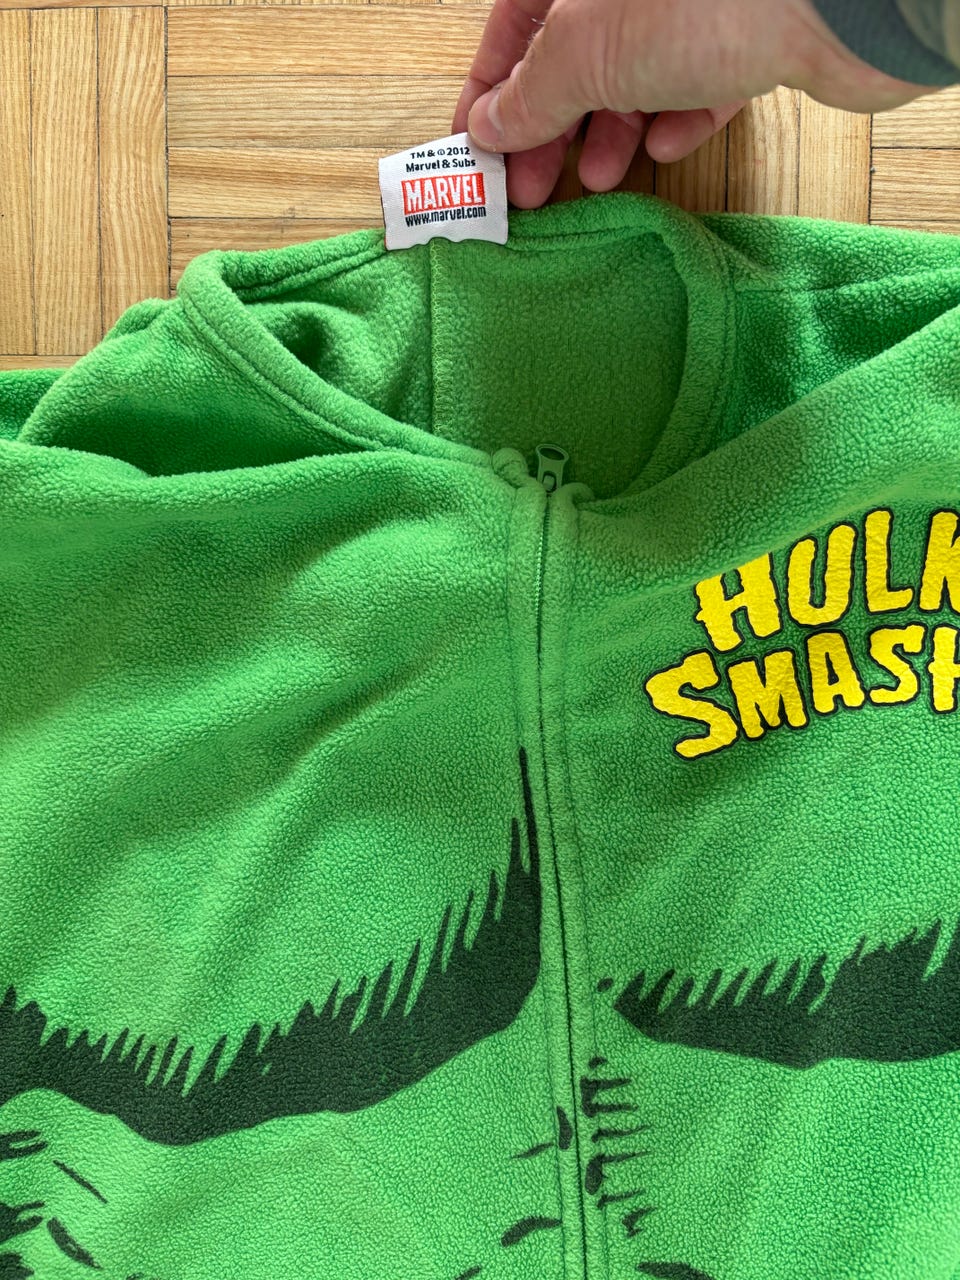 TM & © 2012
Marvel & Subs
MARVEL
www.marvel.com
HULK
SMASH